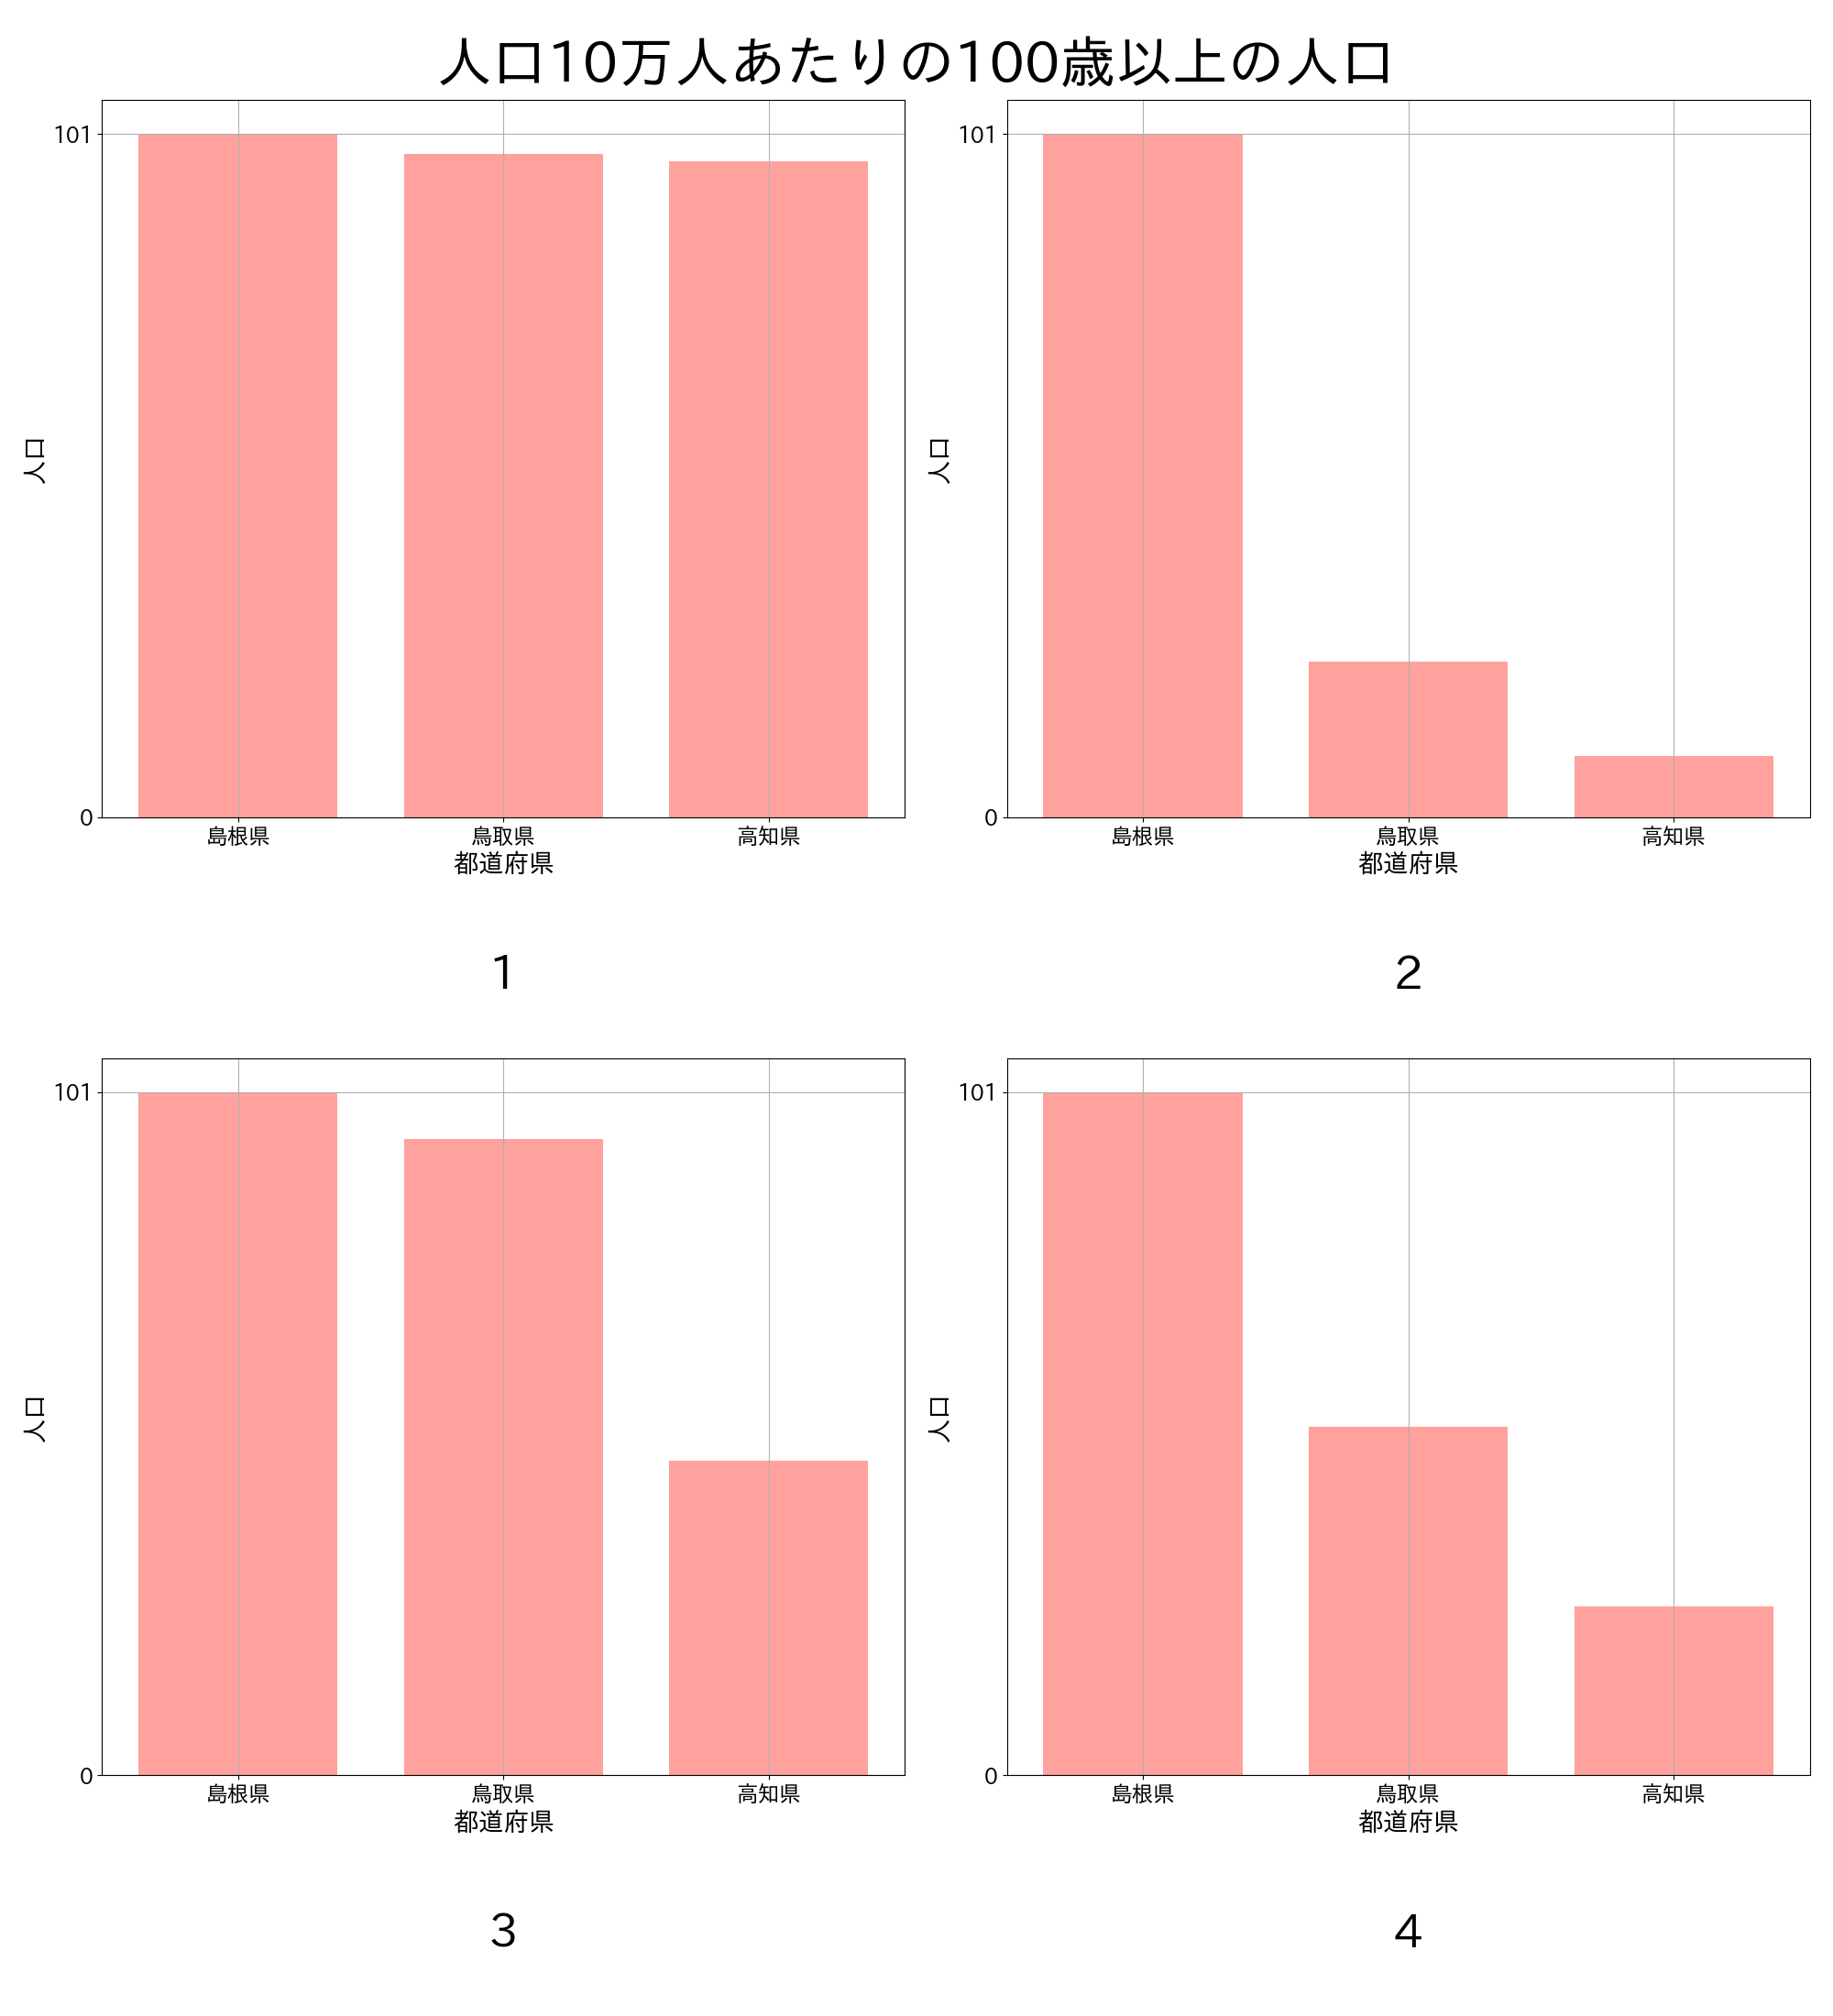 人口10万人あたりの100歳以上の人口
101
0
人口
島根県 鳥取県 高知県
都道府県
1
101
0
人口
島根県 鳥取県 高知県
都道府県
2
101
0
人口
島根県 鳥取県 高知県
都道府県
3
101
0
人口
島根県 鳥取県 高知県
都道府県
4